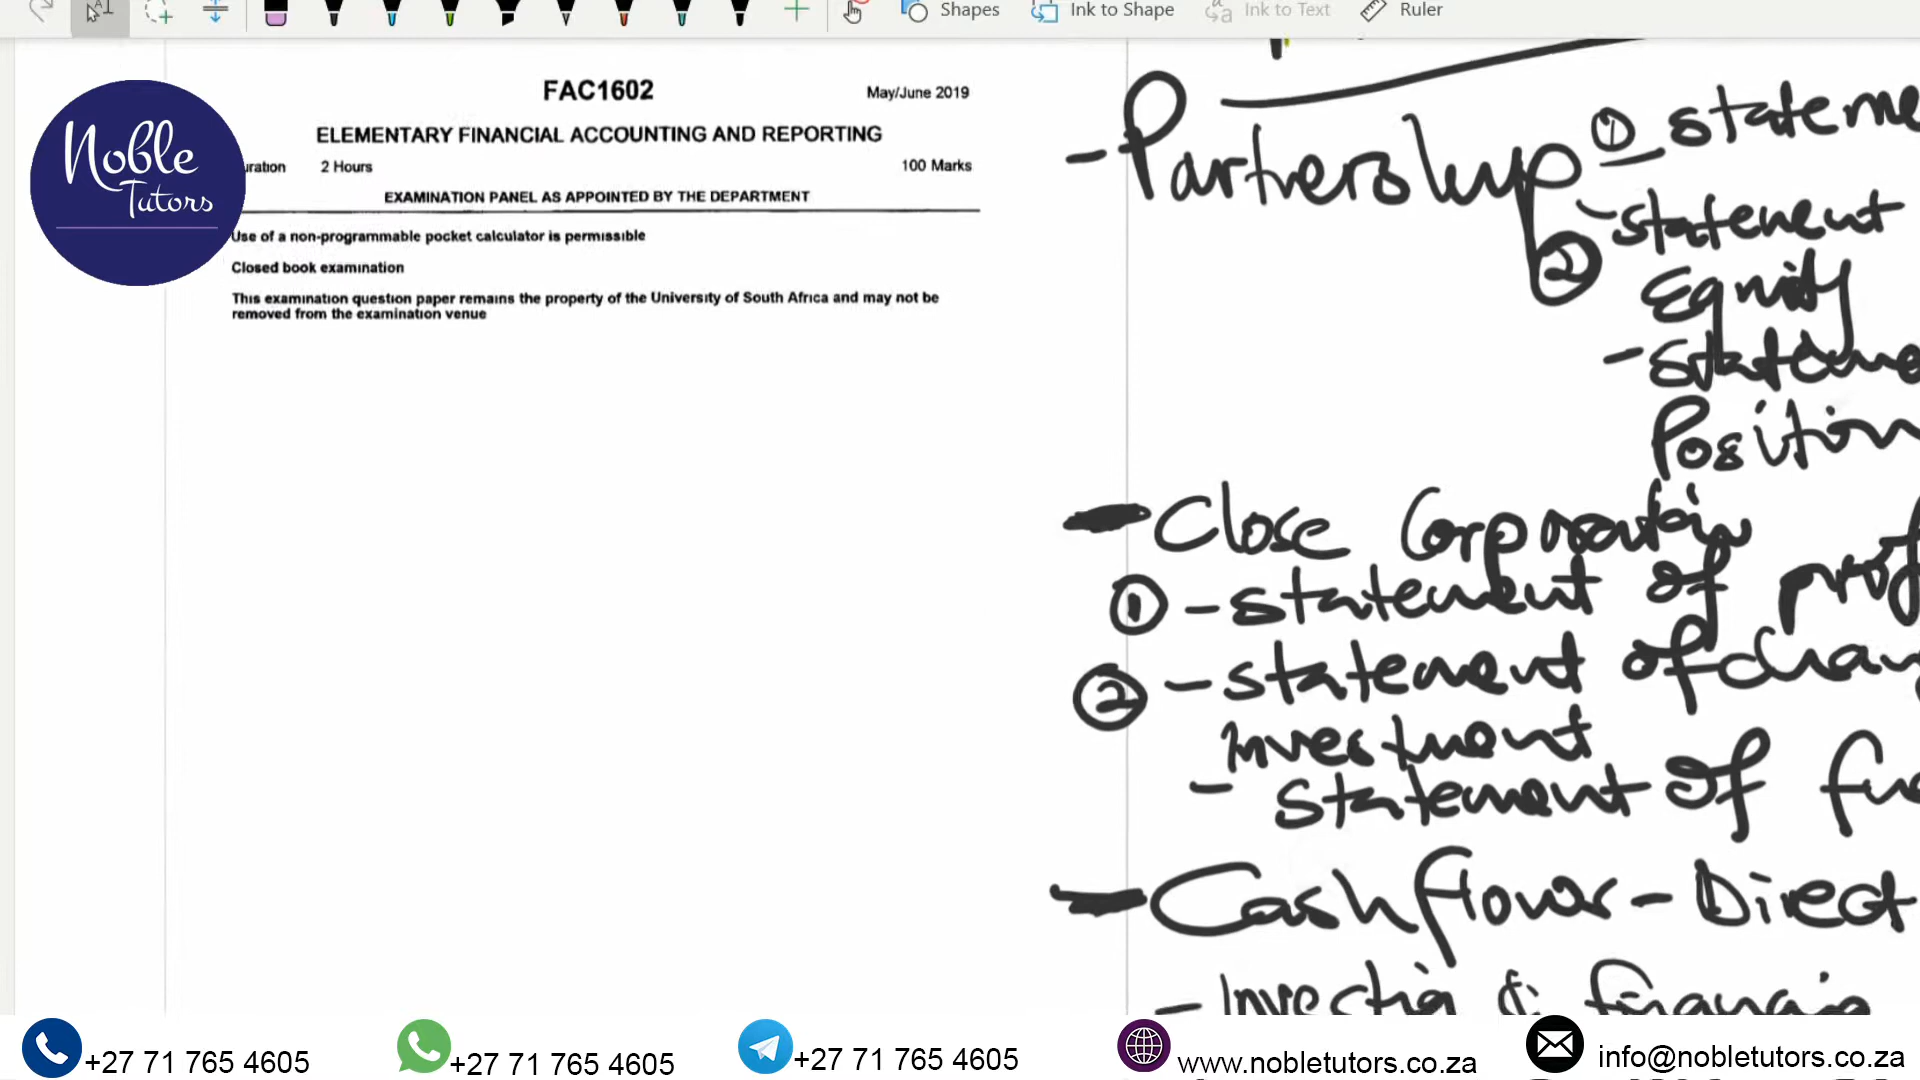 Shapes Ink to Shape Ink to Text Ruler
Noble
Tutors
FAC1602
May/June 2019
ELEMENTARY FINANCIAL ACCOUNTING AND REPORTING
uration 2 Hours 100 Marks
EXAMINATION PANEL AS APPOINTED BY THE DEPARTMENT
Use of a non-programmable pocket calculator is permissible
Closed book examination
This examination question paper remains the property of the University of South Africa and may not be
removed from the examination venue
- Partnership ① stateme
② - statement
Equity
- stateme
Position
- Close Corporation
① - statement of prof
② - statement of chan
Investment
- statement of fin
- Cashflows - Direct
- Investing & financing
+27 71 765 4605 +27 71 765 4605 +27 71 765 4605 www.nobletutors.co.za info@nobletutors.co.za